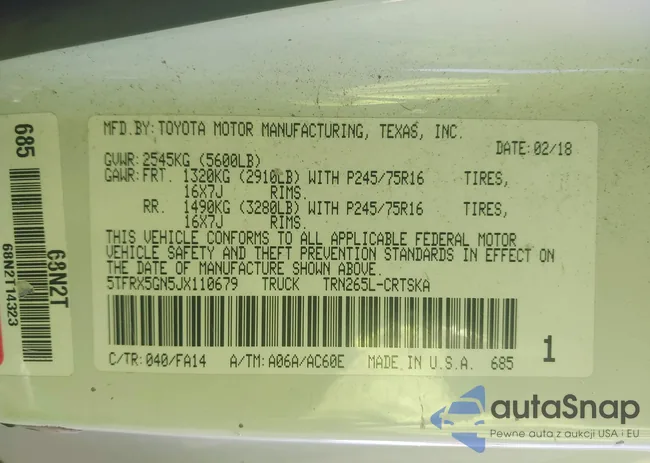 MFD.BY: TOYOTA MOTOR MANUFACTURING, TEXAS, INC.
DATE: 02/18
GVWR: 2545KG (5600LB)
GAWR: FRT. 1320KG (2910LB) WITH P245/75R16 TIRES,
16X7J RIMS.
RR. 1490KG (3280LB) WITH P245/75R16 TIRES,
16X7J RIMS.
THIS VEHICLE CONFORMS TO ALL APPLICABLE FEDERAL MOTOR
VEHICLE SAFETY AND THEFT PREVENTION STANDARDS IN EFFECT ON
THE DATE OF MANUFACTURE SHOWN ABOVE.
5TFRX5GN5JX110679 TRUCK TRN265L-CRTSKA
C/TR: 040/FA14 A/TM: A06A/AC60E MADE IN U.S.A. 685
1
685
68N2T
68N2T14323
autaSnap
Pewne auta z aukcji USA i EU